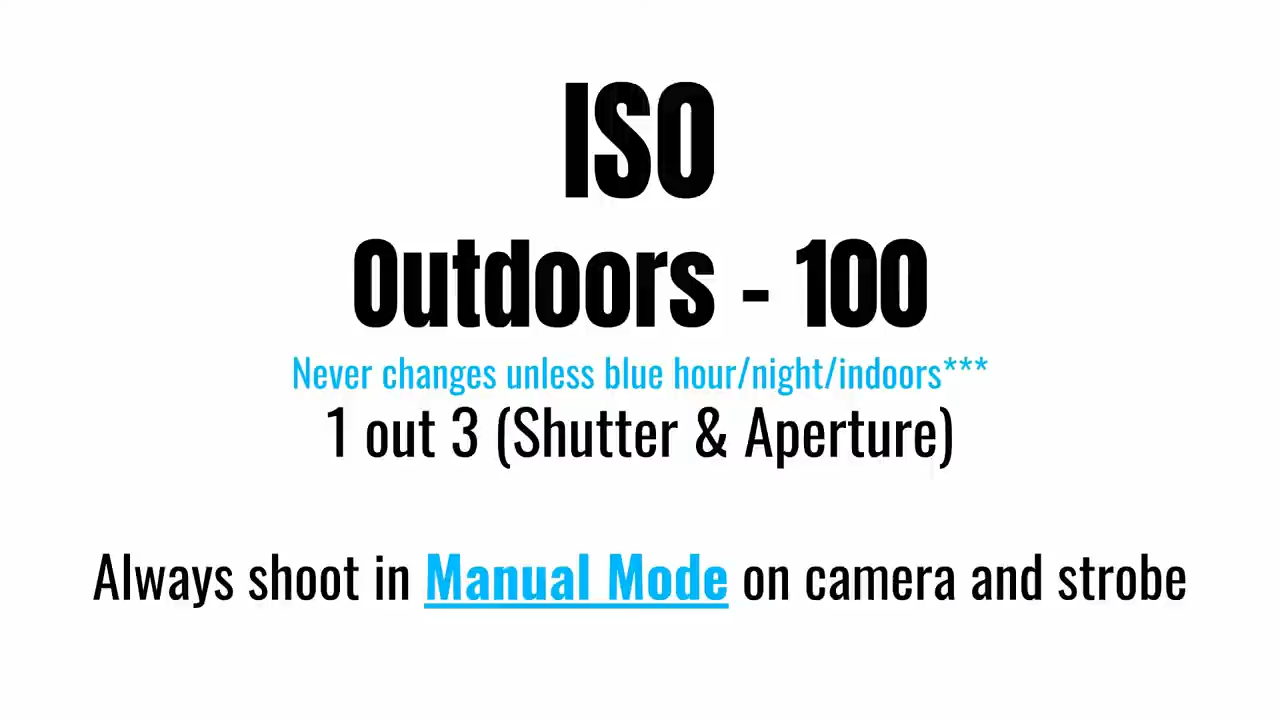 ISO
Outdoors - 100
Never changes unless blue hour/night/indoors***
1 out 3 (Shutter & Aperture)
Always shoot in Manual Mode on camera and strobe